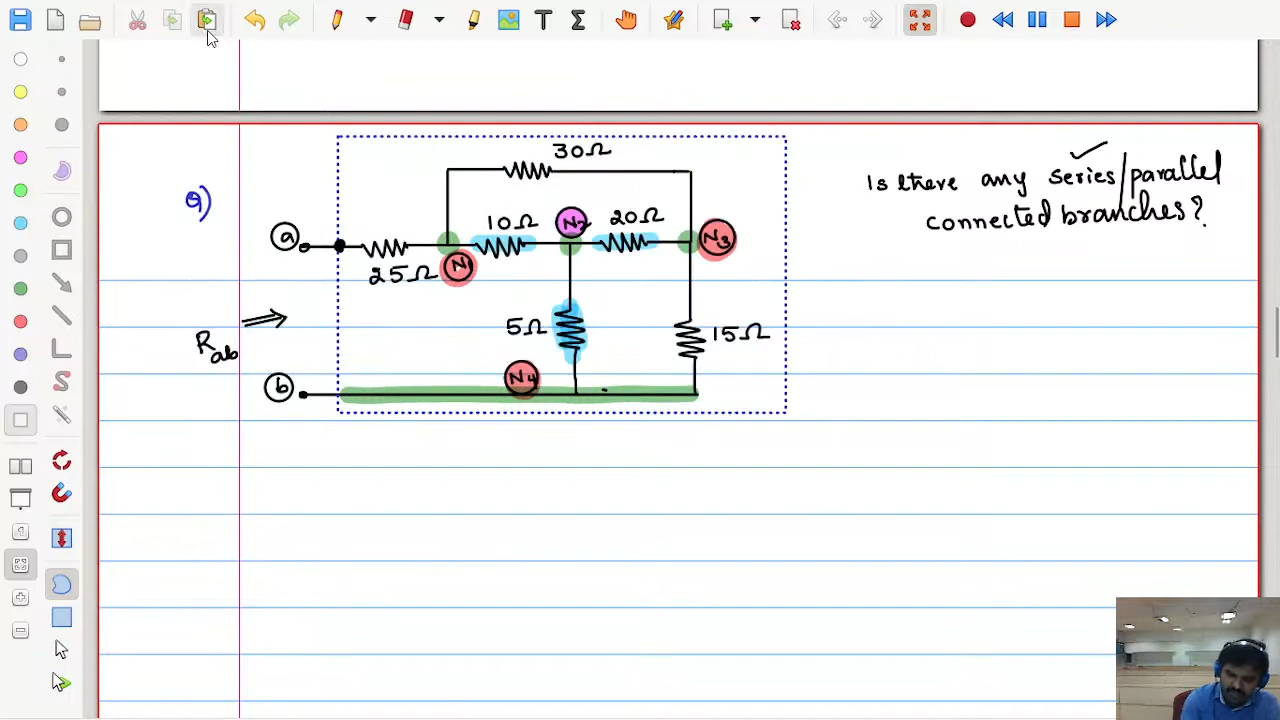 30Ω
Is there any series/parallel
connected branches?
9)
a
10Ω
N2
20Ω
N3
25Ω
N1
5Ω
15Ω
Rab
N4
b